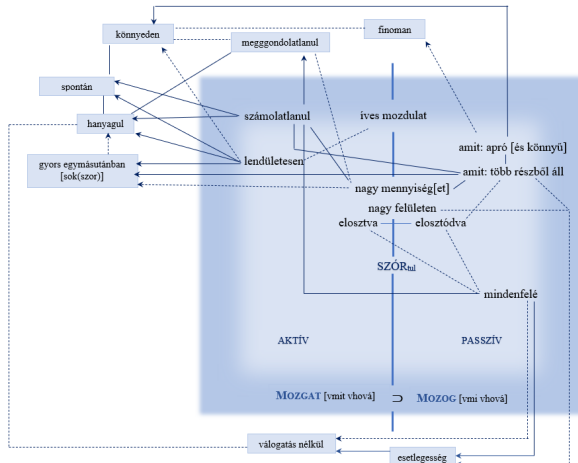 könnyeden
finoman
megggondolatlanul
spontán
számolatlanul
íves mozdulat
hanyagul
amit: apró [és könnyű]
gyors egymásutánban
[sok(szor)]
lendületesen
amit: több részből áll
nagy mennyiség[et]
nagy felületen
elosztva
elosztódva
SZÓRtul
mindenfelé
AKTÍV
PASSZÍV
MOZGAT [vmit vhová] ⊃ MOZOG [vmi vhová]
válogatás nélkül
esetlegesség